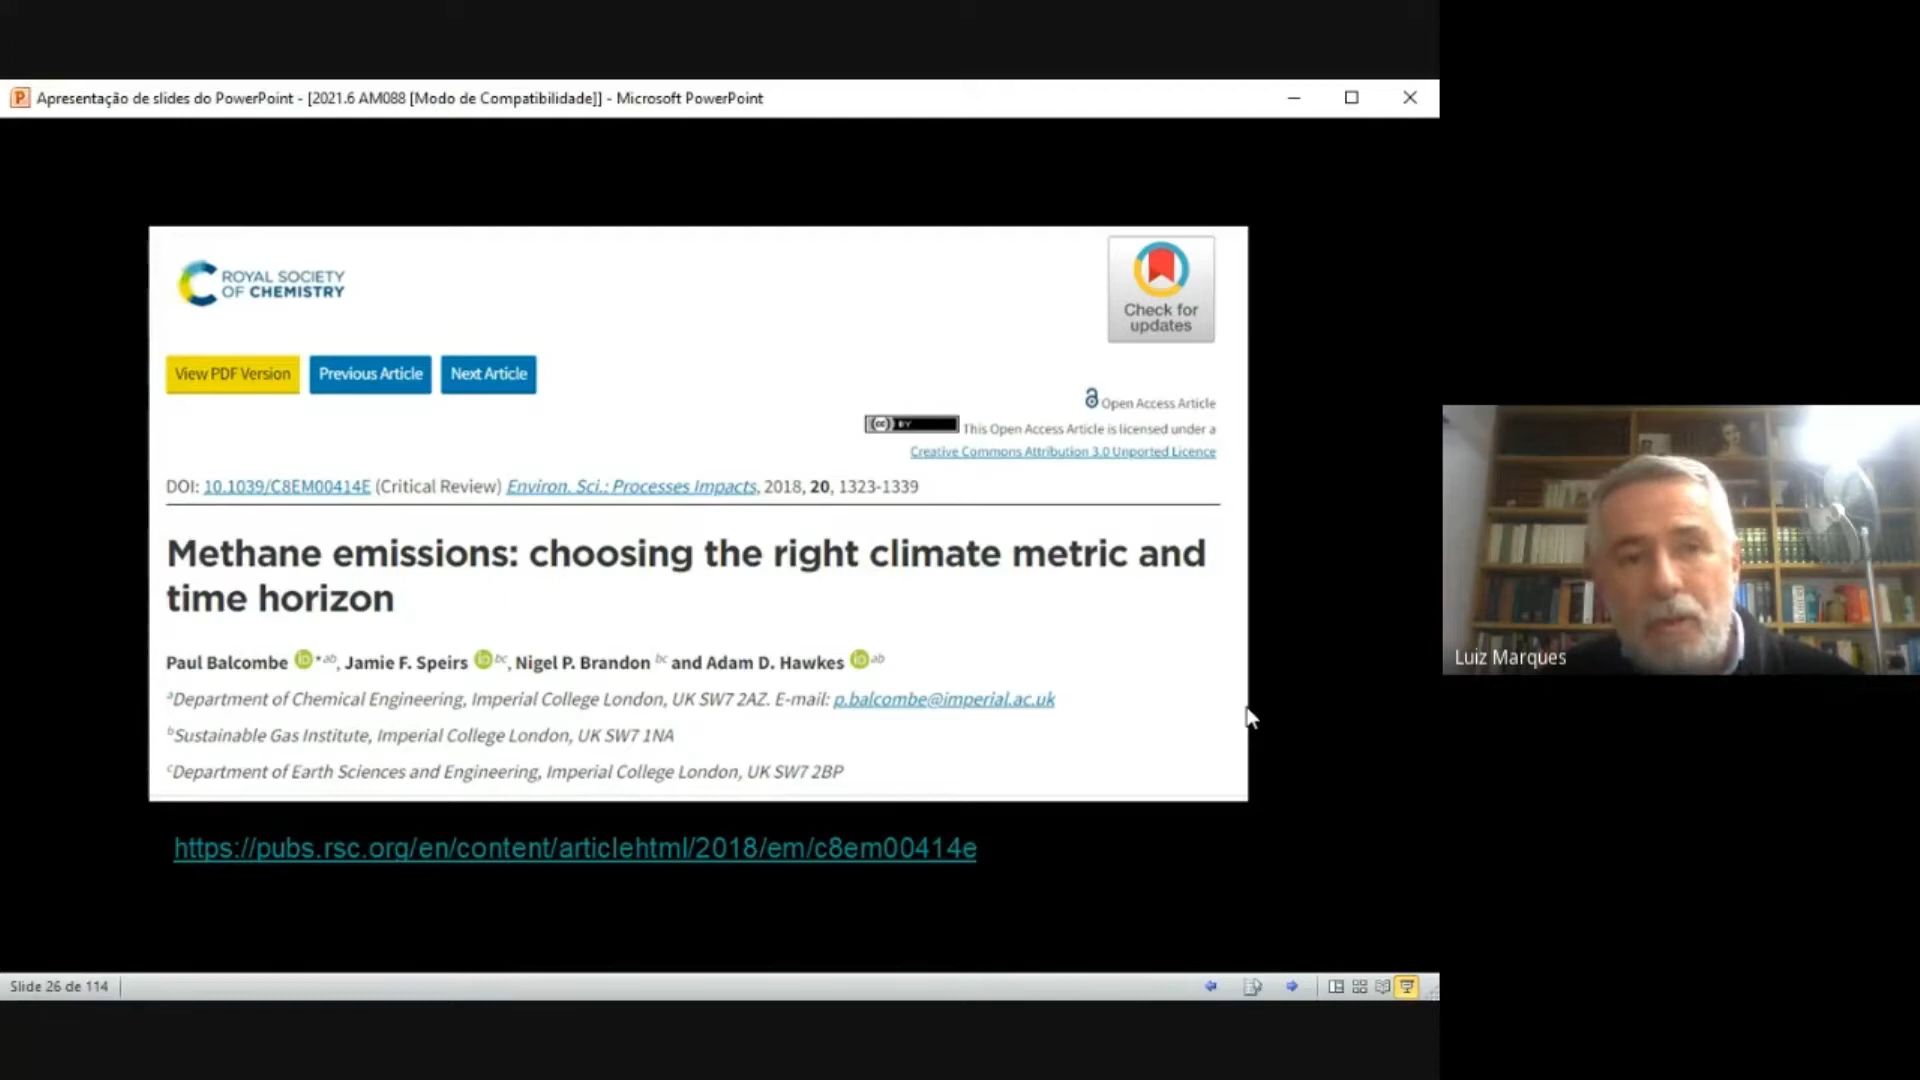 Apresentação de slides do PowerPoint - [2021.6 AM088 [Modo de Compatibilidade]] - Microsoft PowerPoint
ROYAL SOCIETY
OF CHEMISTRY
Check for
updates
View PDF Version
Previous Article
Next Article
Open Access Article
cc BY This Open Access Article is licensed under a
Creative Commons Attribution 3.0 Unported Licence
DOI: 10.1039/C8EM00414E (Critical Review) Environ. Sci.: Processes Impacts, 2018, 20, 1323-1339
Methane emissions: choosing the right climate metric and
time horizon
Paul Balcombe iD *ab, Jamie F. Speirs iD bc, Nigel P. Brandon bc and Adam D. Hawkes iD ab
aDepartment of Chemical Engineering, Imperial College London, UK SW7 2AZ. E-mail: p.balcombe@imperial.ac.uk
bSustainable Gas Institute, Imperial College London, UK SW7 1NA
cDepartment of Earth Sciences and Engineering, Imperial College London, UK SW7 2BP
https://pubs.rsc.org/en/content/articlehtml/2018/em/c8em00414e
Luiz Marques
Slide 26 de 114